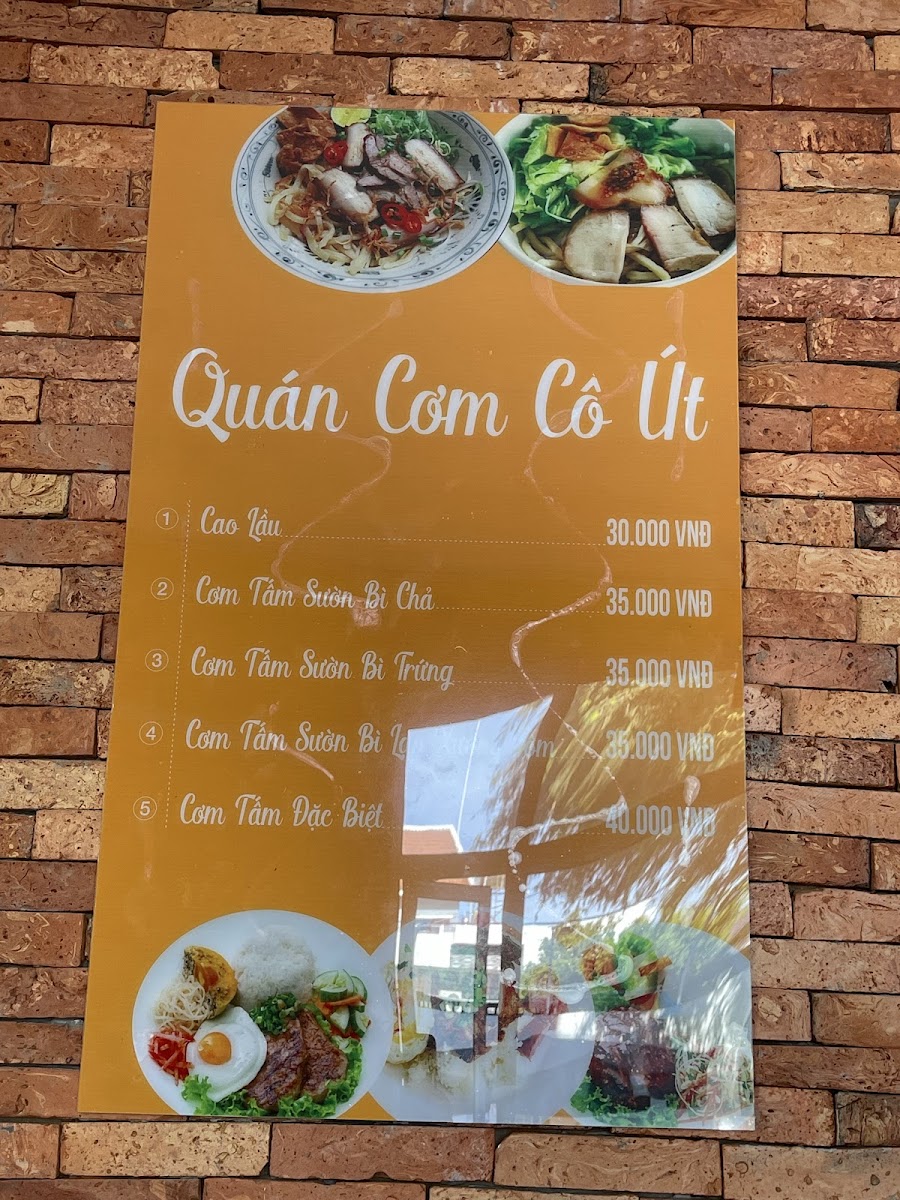 Quán Cơm Cô Út
1 Cao Lầu 30.000 VNĐ
2 Cơm Tấm Sườn Bì Chả 35.000 VNĐ
3 Cơm Tấm Sườn Bì Trứng 35.000 VNĐ
4 Cơm Tấm Sườn Bì Lạp Xưởng 35.000 VNĐ
5 Cơm Tấm Đặc Biệt 40.000 VNĐ